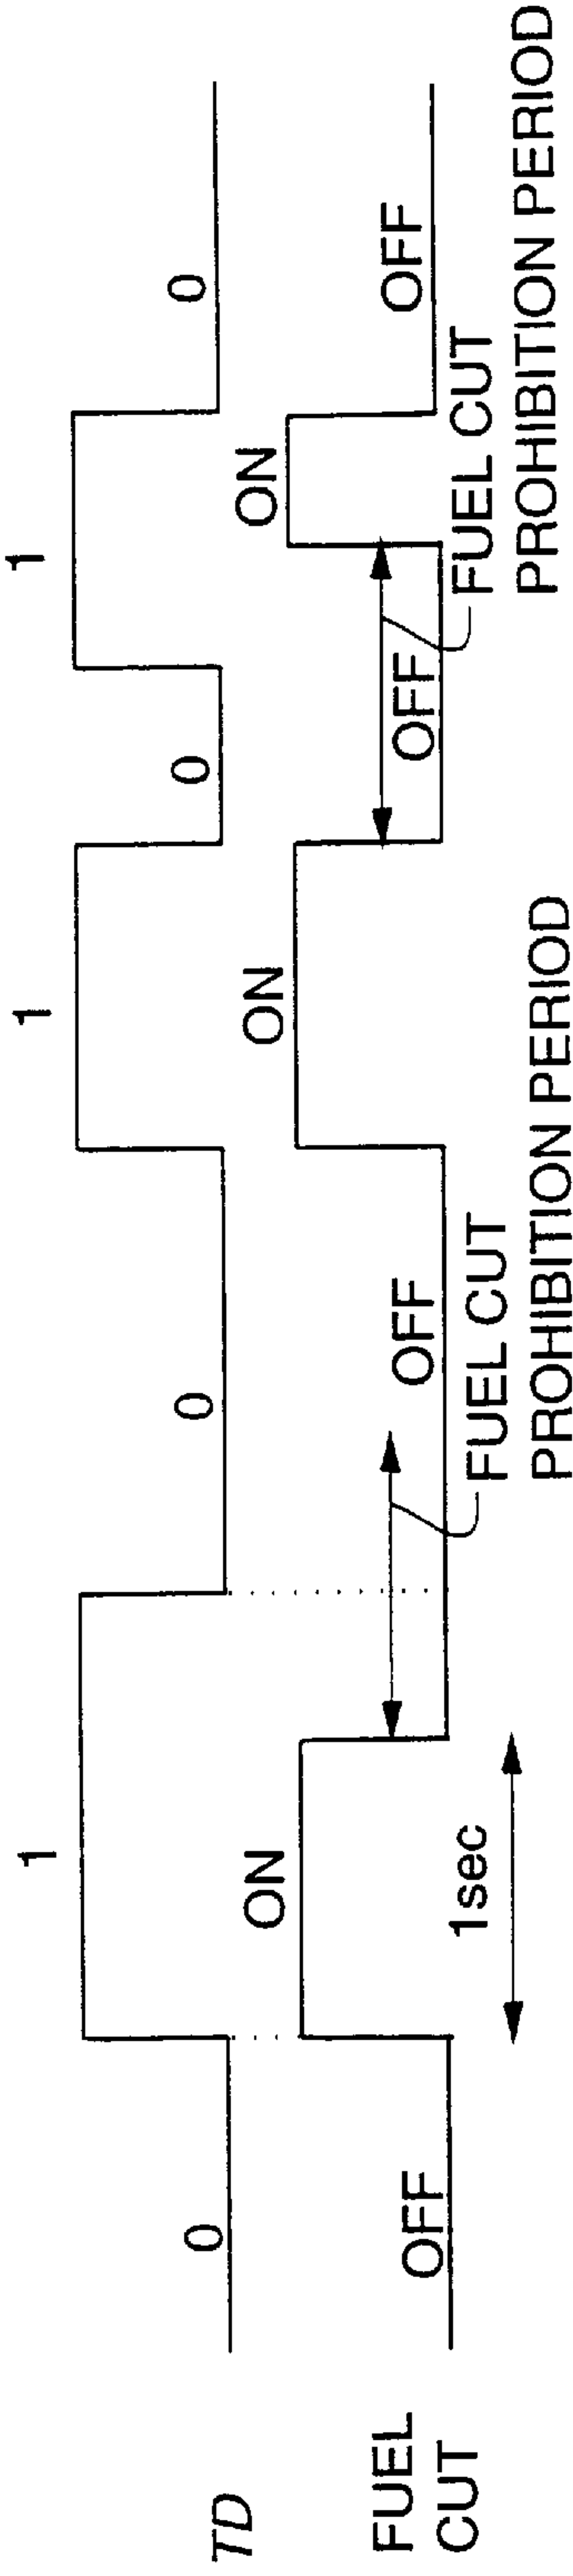 TD
0
1
0
1
0
1
0
FUEL
CUT
OFF
ON
OFF
ON
OFF
ON
OFF
1sec
FUEL CUT
PROHIBITION PERIOD
FUEL CUT
PROHIBITION PERIOD